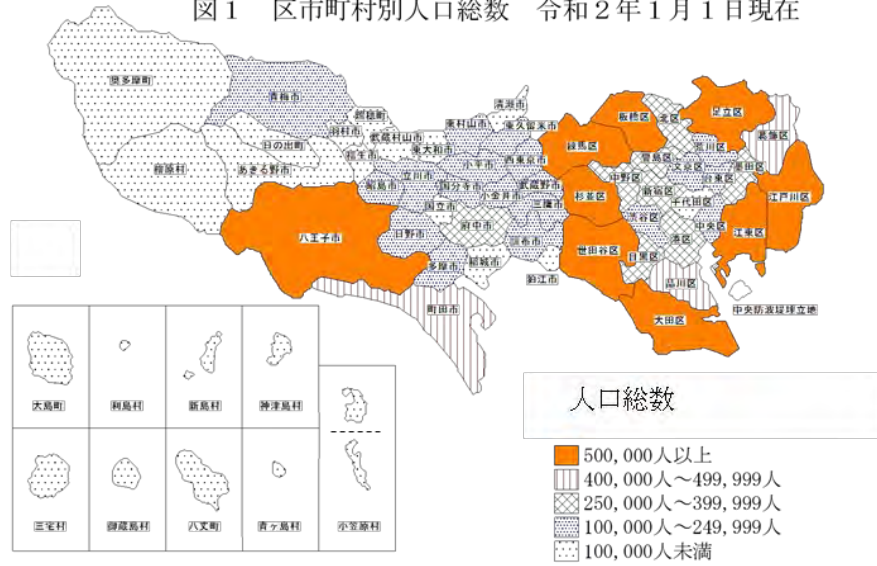 図１　区市町村別人口総数　令和２年１月１日現在
奥多摩町
青梅市
檜原村
日の出町
あきる野市
羽村市
瑞穂町
福生市
武蔵村山市
東大和市
東村山市
清瀬市
東久留米市
西東京市
小平市
立川市
昭島市
国分寺市
小金井市
武蔵野市
三鷹市
国立市
府中市
日野市
八王子市
多摩市
稲城市
調布市
狛江市
町田市
練馬区
板橋区
北区
足立区
葛飾区
荒川区
豊島区
文京区
台東区
墨田区
中野区
新宿区
千代田区
杉並区
渋谷区
中央区
江東区
江戸川区
港区
世田谷区
目黒区
品川区
大田区
中央防波堤埋立地
大島町
利島村
新島村
神津島村
三宅村
御蔵島村
八丈町
青ヶ島村
小笠原村
人口総数
500,000人以上
400,000人～499,999人
250,000人～399,999人
100,000人～249,999人
100,000人未満